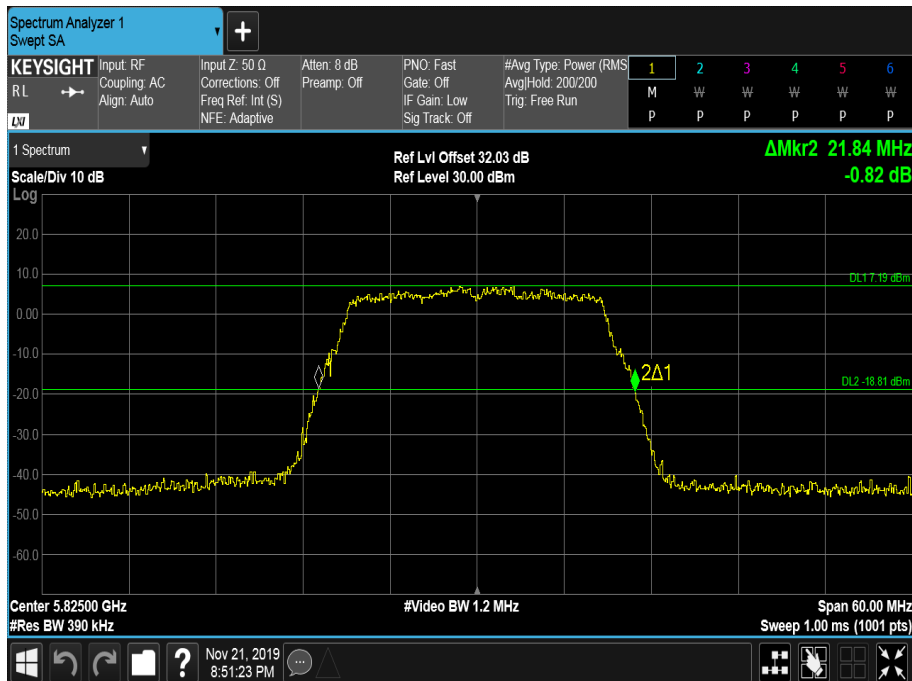 Spectrum Analyzer 1
Swept SA
KEYSIGHT
RL
LXI
Input: RF
Coupling: AC
Align: Auto
Input Z: 50 Ω
Corrections: Off
Freq Ref: Int (S)
NFE: Adaptive
Atten: 8 dB
Preamp: Off
PNO: Fast
Gate: Off
IF Gain: Low
Sig Track: Off
#Avg Type: Power (RMS
Avg|Hold: 200/200
Trig: Free Run
1 2 3 4 5 6
M W W W W W
P P P P P P
1 Spectrum
Scale/Div 10 dB
Log
Ref Lvl Offset 32.03 dB
Ref Level 30.00 dBm
ΔMkr2 21.84 MHz
-0.82 dB
20.0
10.0
0.00
-10.0
-20.0
-30.0
-40.0
-50.0
-60.0
DL1 7.19 dBm
2Δ1
DL2 -18.81 dBm
Center 5.82500 GHz
#Res BW 390 kHz
#Video BW 1.2 MHz
Span 60.00 MHz
Sweep 1.00 ms (1001 pts)
?
Nov 21, 2019
8:51:23 PM